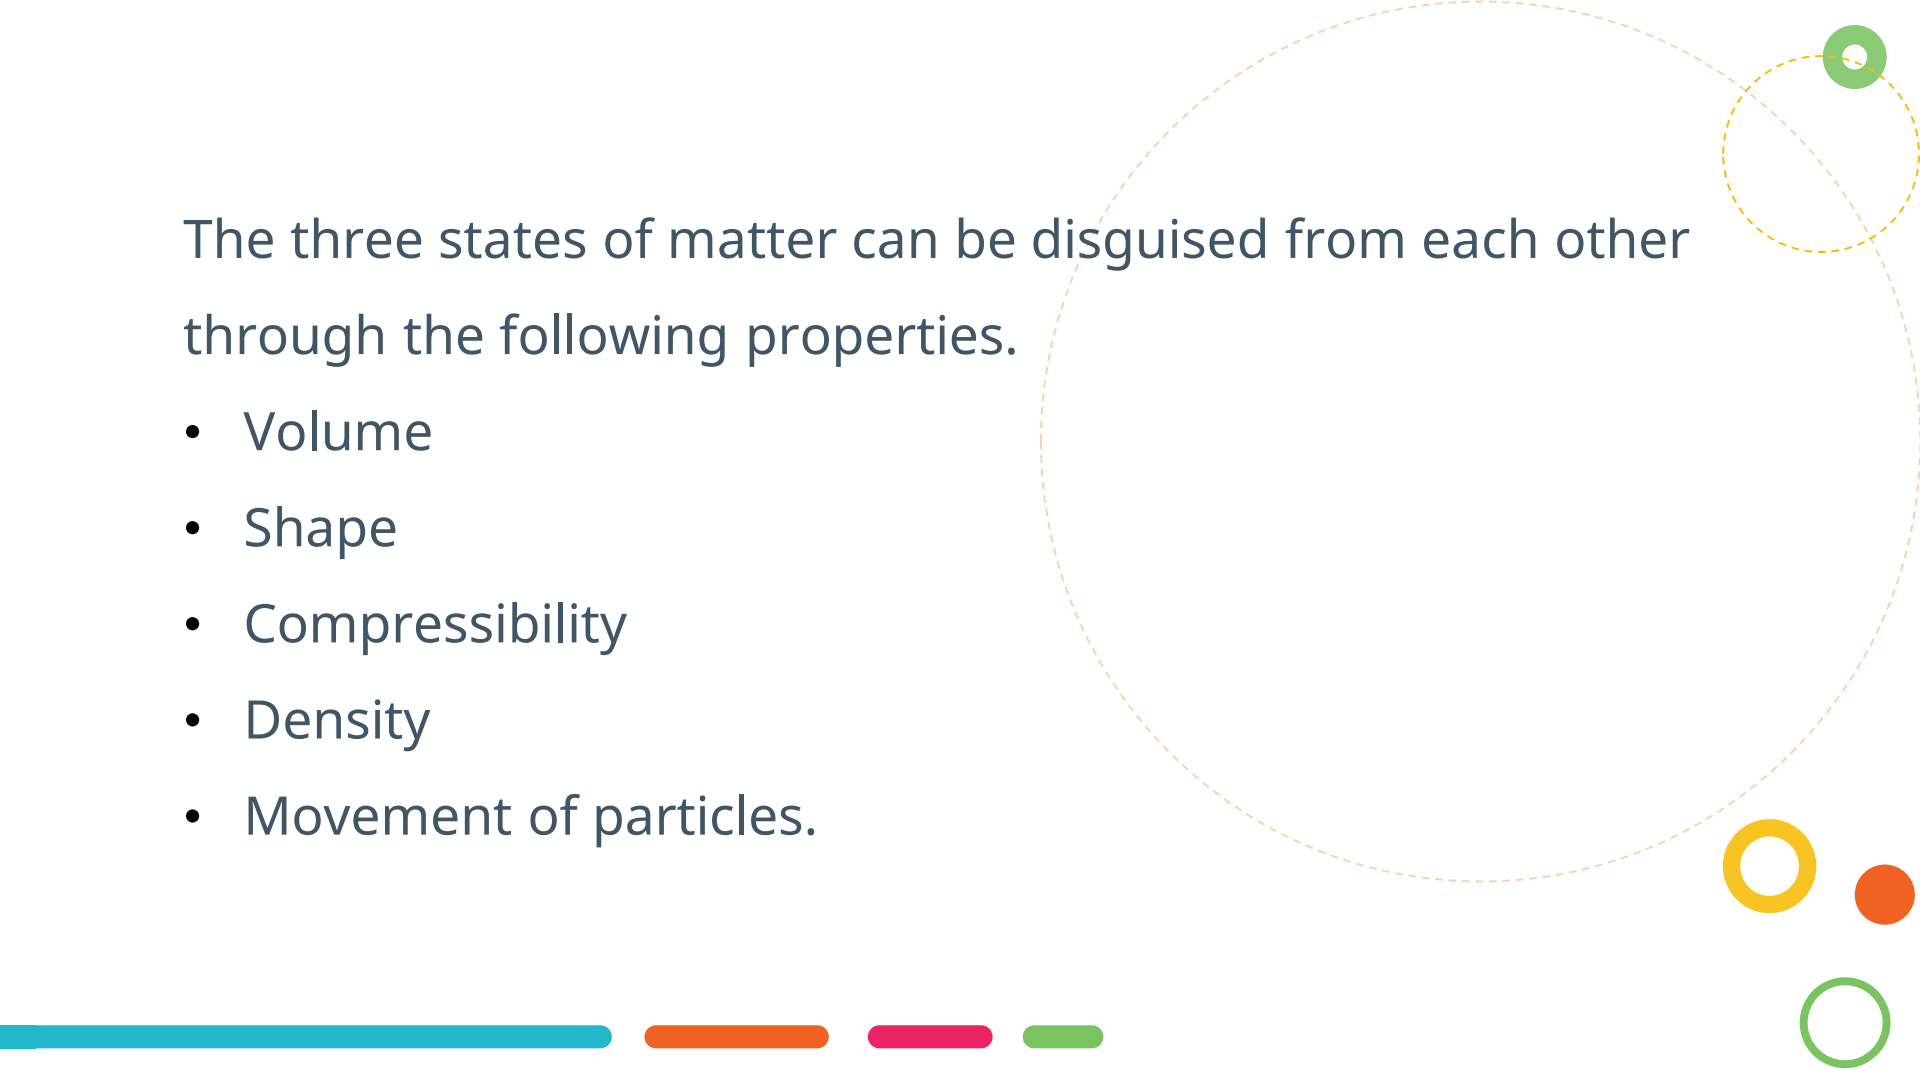 The three states of matter can be disguised from each other
through the following properties.
• Volume
• Shape
• Compressibility
• Density
• Movement of particles.